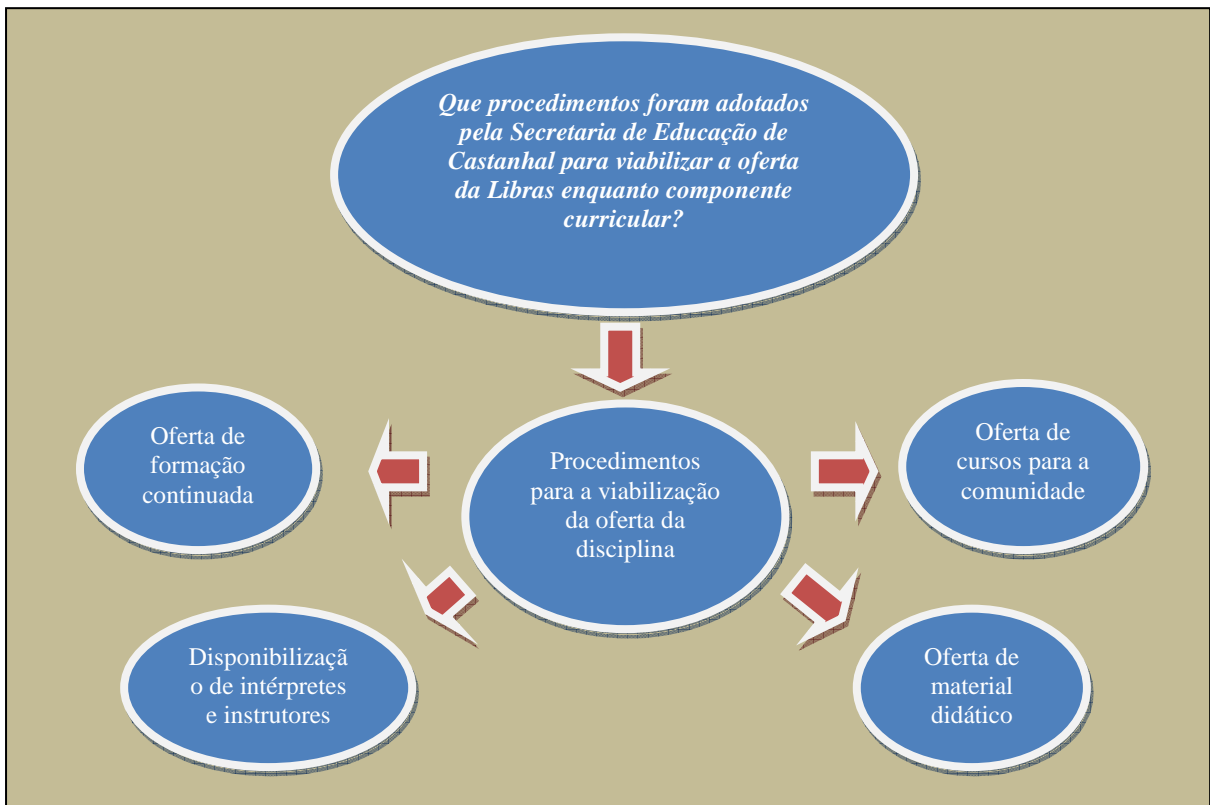 Que procedimentos foram adotados
pela Secretaria de Educação de
Castanhal para viabilizar a oferta
da Libras enquanto componente
curricular?
Oferta de
formação
continuada
Procedimentos
para a viabilização
da oferta da
disciplina
Oferta de
cursos para a
comunidade
Disponibilizaçã
o de intérpretes
e instrutores
Oferta de
material
didático